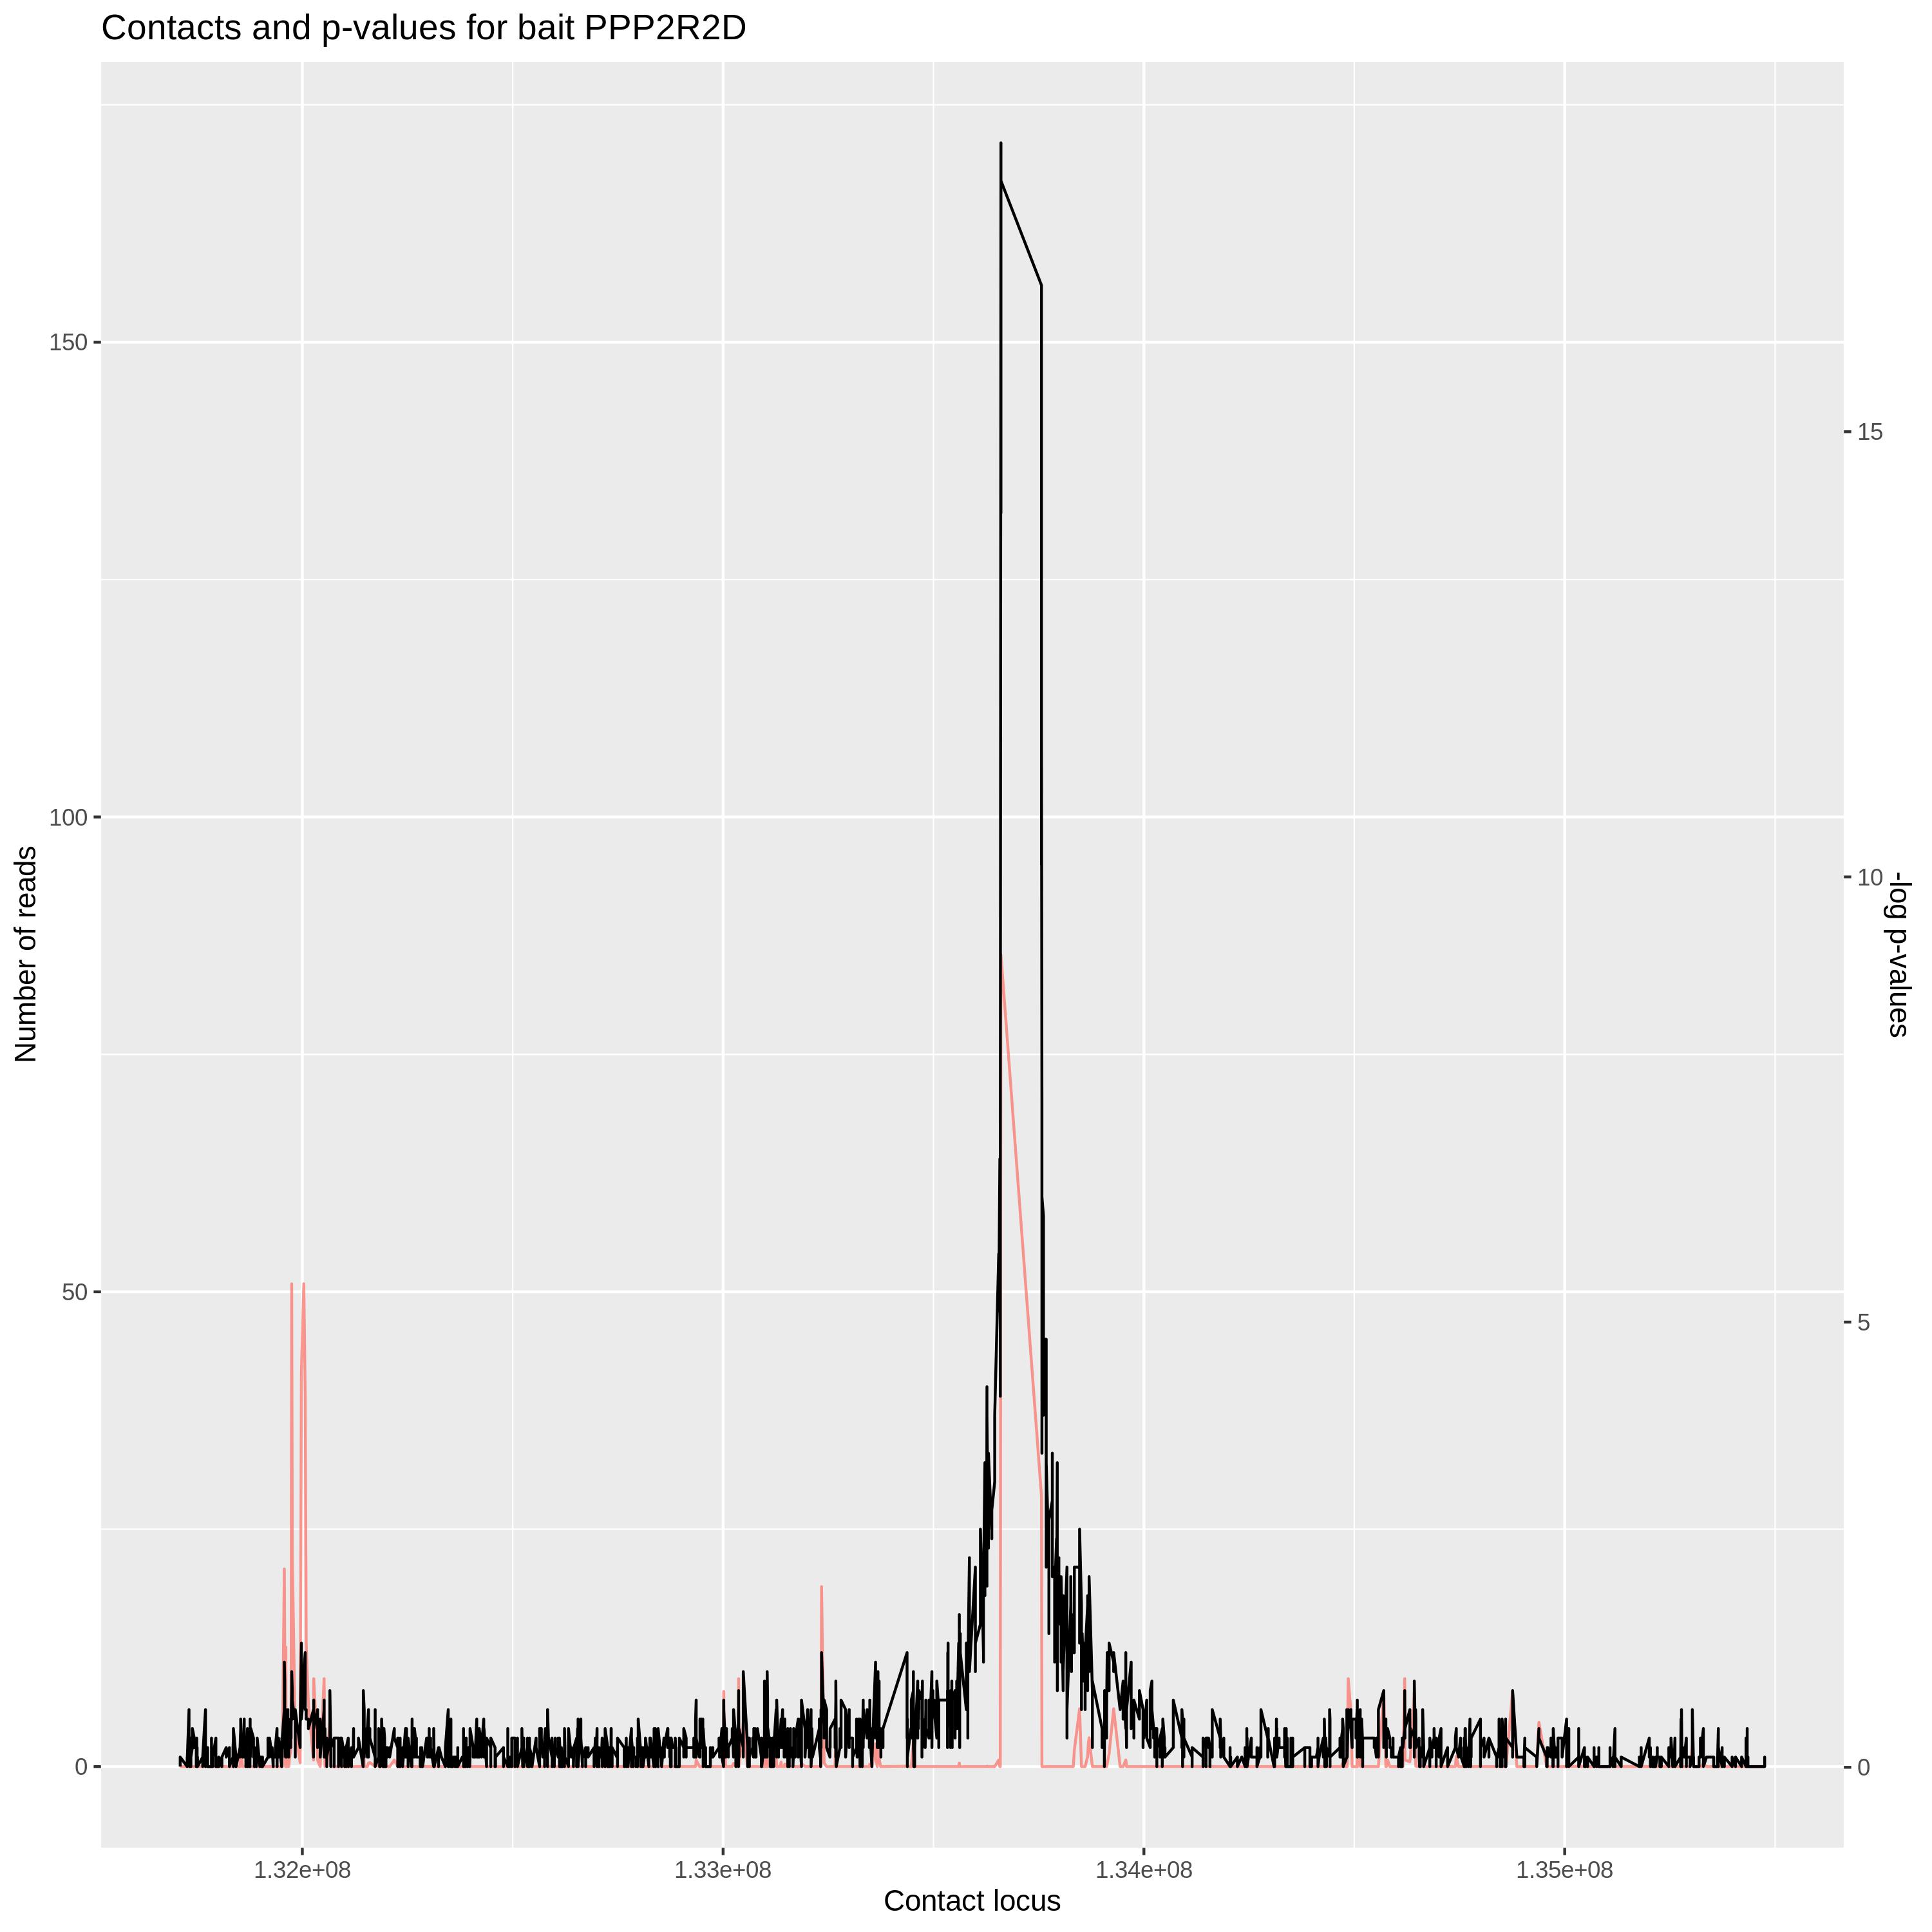 Contacts and p-values for bait PPP2R2D
150
100
50
0
Number of reads
15
10
5
0
-log p-values
1.32e+08
1.33e+08
1.34e+08
1.35e+08
Contact locus